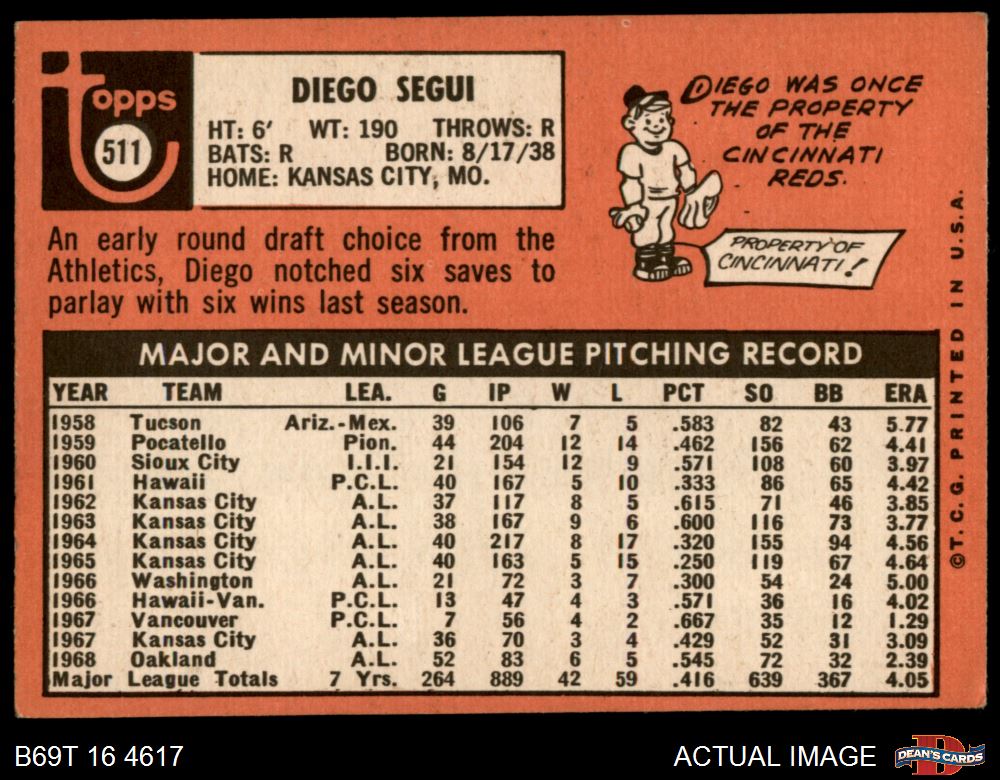 topps
511
DIEGO SEGUI
HT: 6' WT: 190 THROWS: R
BATS: R BORN: 8/17/38
HOME: KANSAS CITY, MO.
An early round draft choice from the
Athletics, Diego notched six saves to
parlay with six wins last season.
DIEGO WAS ONCE
THE PROPERTY
OF THE
CINCINNATI
REDS.
PROPERTY OF
CINCINNATI!
MAJOR AND MINOR LEAGUE PITCHING RECORD
YEAR TEAM LEA. G IP W L PCT SO BB ERA
1958 Tucson Ariz.-Mex. 39 106 7 5 .583 82 43 5.77
1959 Pocatello Pion. 44 204 12 14 .462 156 62 4.41
1960 Sioux City I.I.I. 21 154 12 9 .571 108 60 3.97
1961 Hawaii P.C.L. 40 167 5 10 .333 86 65 4.42
1962 Kansas City A.L. 37 117 8 5 .615 71 46 3.85
1963 Kansas City A.L. 38 167 9 6 .600 116 73 3.77
1964 Kansas City A.L. 40 217 8 17 .320 155 94 4.56
1965 Kansas City A.L. 40 163 5 15 .250 119 67 4.64
1966 Washington A.L. 21 72 3 7 .300 54 24 5.00
1966 Hawaii-Van. P.C.L. 13 47 4 3 .571 36 16 4.02
1967 Vancouver P.C.L. 7 56 4 2 .667 35 12 1.29
1967 Kansas City A.L. 36 70 3 4 .429 52 31 3.09
1968 Oakland A.L. 52 83 6 5 .545 72 32 2.39
Major League Totals 7 Yrs. 264 889 42 59 .416 639 367 4.05
©T.C.G. PRINTED IN U.S.A.
B69T 16 4617
ACTUAL IMAGE
D
DEAN'S CARDS